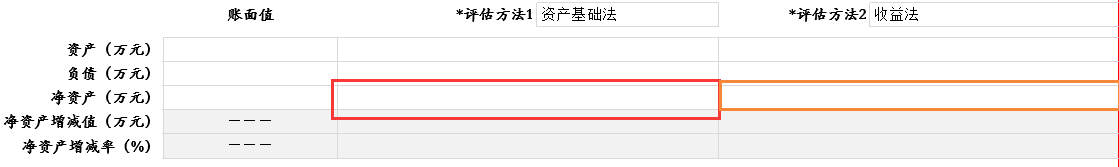 账面值 *评估方法1 资产基础法 *评估方法2 收益法
资产（万元）
负债（万元）
净资产（万元）
净资产增减值（万元） ———
净资产增减率（%） ———